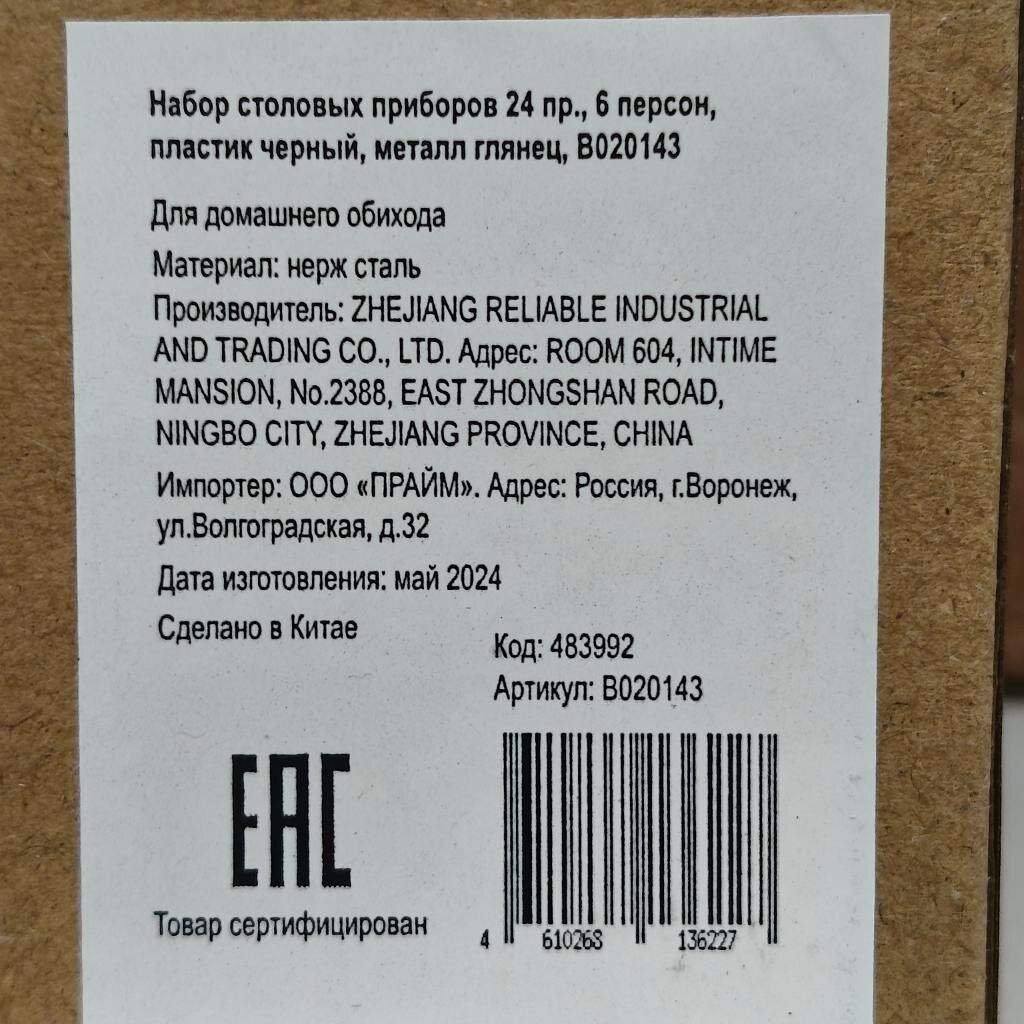 Набор столовых приборов 24 пр., 6 персон,
пластик черный, металл глянец, В020143
Для домашнего обихода
Материал: нерж сталь
Производитель: ZHEJIANG RELIABLE INDUSTRIAL
AND TRADING CO., LTD. Адрес: ROOM 604, INTIME
MANSION, No.2388, EAST ZHONGSHAN ROAD,
NINGBO CITY, ZHEJIANG PROVINCE, CHINA
Импортер: ООО «ПРАЙМ». Адрес: Россия, г.Воронеж,
ул.Волгоградская, д.32
Дата изготовления: май 2024
Сделано в Китае
Код: 483992
Артикул: В020143
EAC
Товар сертифицирован
4 610268 136227